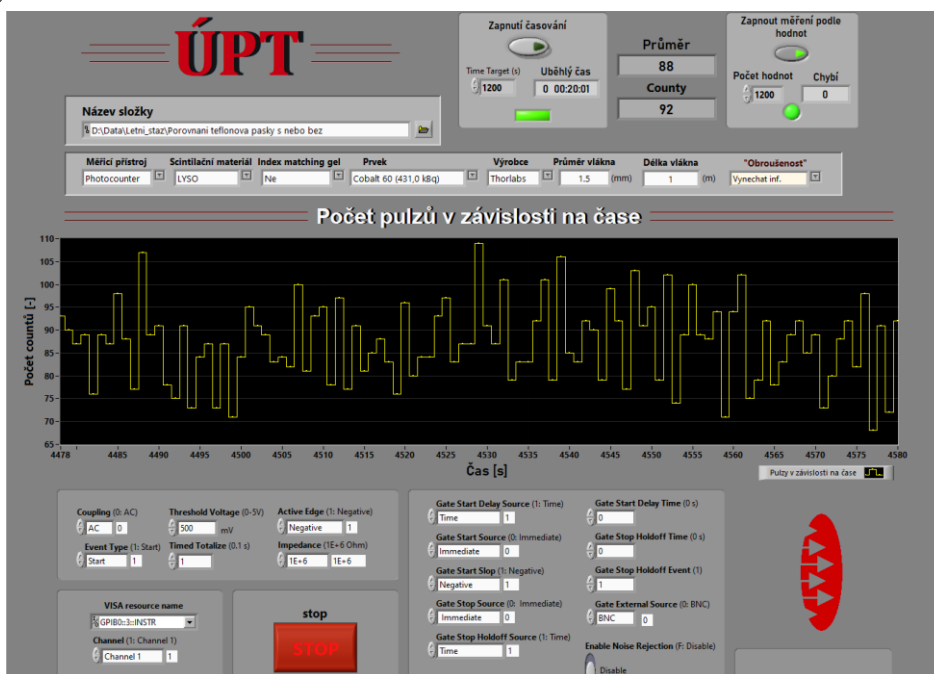 ÚPT
Zapnutí časování
Time Target (s) Uběhlý čas
1200 0 00:20:01
Průměr
88
County
92
Zapnout měření podle
hodnot
Počet hodnot Chybí
1200 0
Název složky
D:\Data\Letni_staz\Porovnani teflonova pasky s nebo bez
Měřicí přístroj Scintilační materiál Index matching gel Prvek Výrobce Průměr vlákna Délka vlákna "Obroušenost"
Photocounter LYSO Ne Cobalt 60 (431,0 kBq) Thorlabs 1.5 (mm) 1 (m) Vynechat inf.
Počet pulzů v závislosti na čase
Počet countů [-]
110
105
100
95
90
85
80
75
70
65
4478 4485 4490 4495 4500 4505 4510 4515 4520 4525 4530 4535 4540 4545 4550 4555 4560 4565 4570 4575 4580
Čas [s]
Pulzy v závislosti na čase
Coupling (0: AC) Threshold Voltage (0-5V) Active Edge (1: Negative)
AC 0 500 mV Negative 1
Event Type (1: Start) Timed Totalize (0.1 s) Impedance (1E+6 Ohm)
Start 1 1 1E+6 1E+6
VISA resource name
GPIB0::3::INSTR
Channel (1: Channel 1)
Channel 1 1
stop
STOP
Gate Start Delay Source (1: Time)
Time 1
Gate Start Source (0: Immediate)
Immediate 0
Gate Start Slop (1: Negative)
Negative 1
Gate Stop Source (0: Immediate)
Immediate 0
Gate Stop Holdoff Source (1: Time)
Time 1
Gate Start Delay Time (0 s)
0
Gate Stop Holdoff Time (0 s)
0
Gate Stop Holdoff Event (1)
1
Gate External Source (0: BNC)
BNC 0
Enable Noise Rejection (F: Disable)
Disable